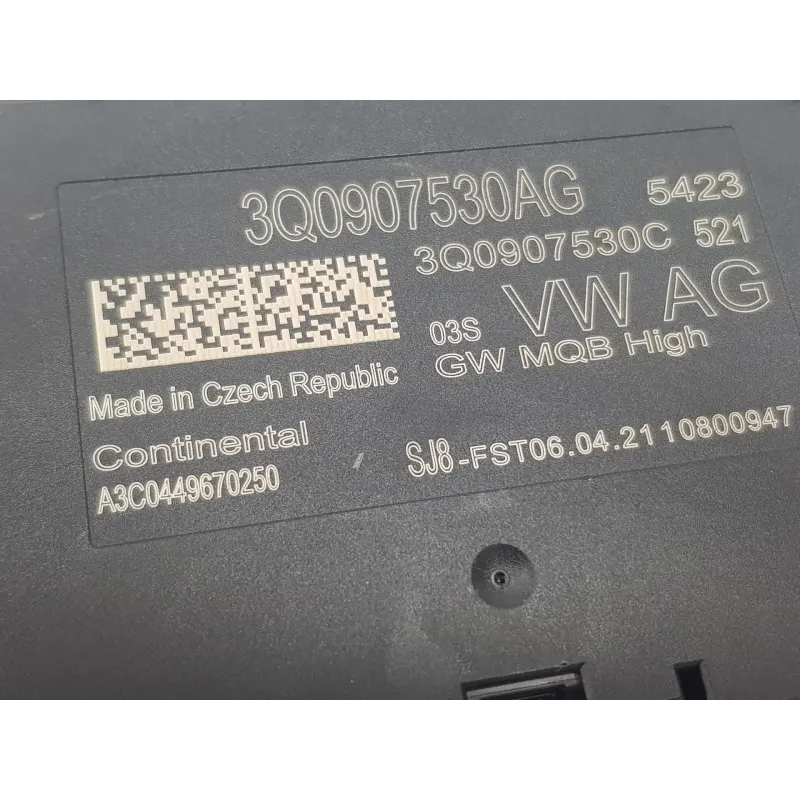 3Q0907530AG 5423
3Q0907530C 521
03S VW AG
GW MQB High
Made in Czech Republic
Continental
A3C0449670250
SJ8-FST06.04.2110800947